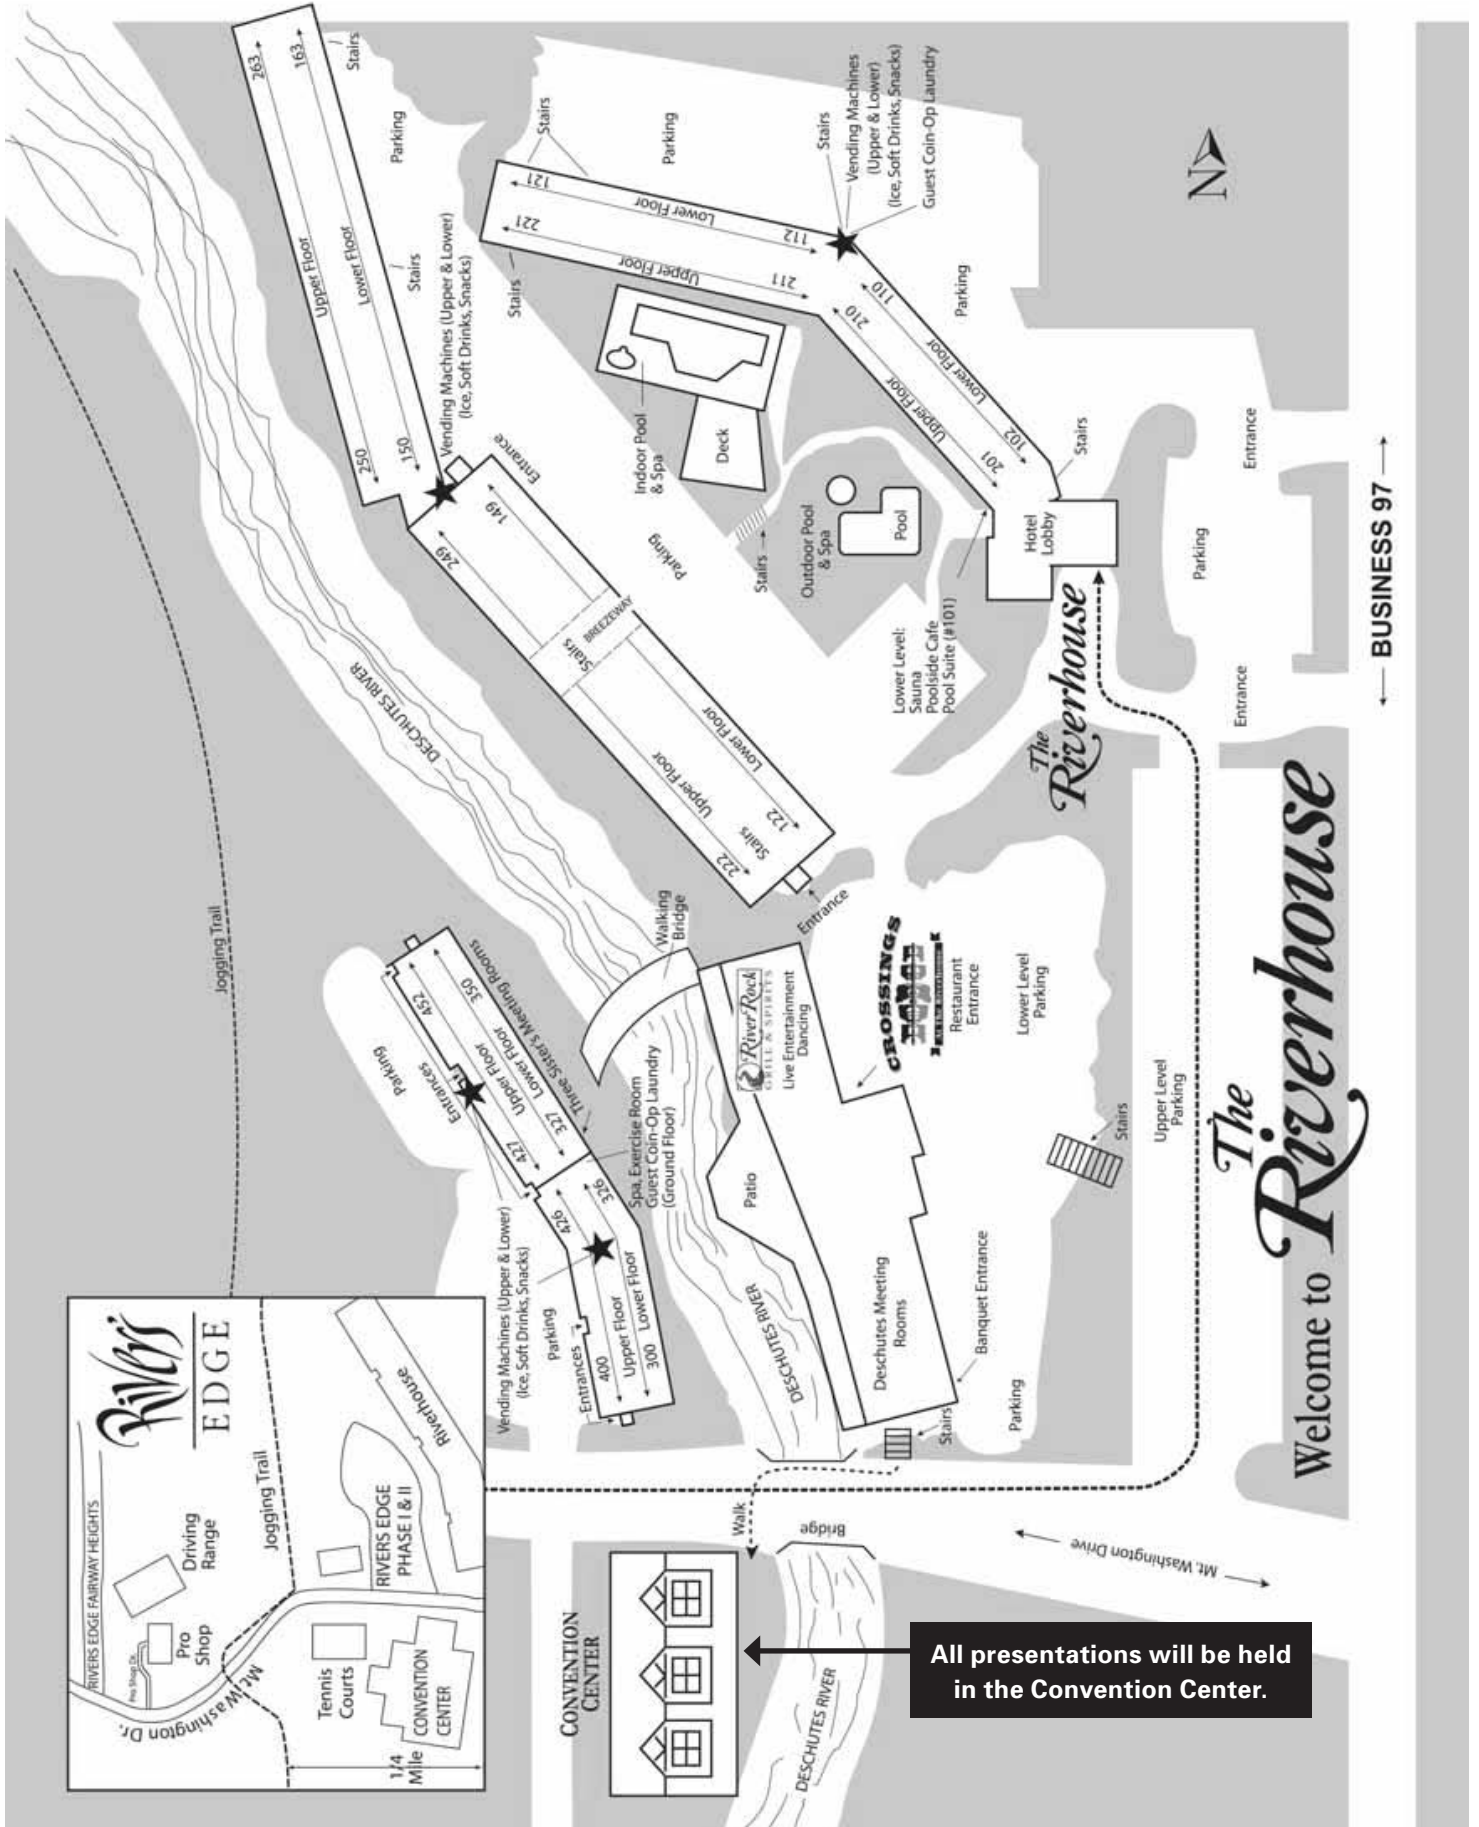 263
163
Stairs
Upper Floor
Lower Floor
Parking
Stairs
250
150
Vending Machines (Upper & Lower)
(Ice, Soft Drinks, Snacks)
Stairs
Stairs
121
Lower Floor
112
221
Upper Floor
211
Parking
Stairs
Vending Machines
(Upper & Lower)
(Ice, Soft Drinks, Snacks)
Guest Coin-Op Laundry
N
Parking
110
210
Lower Floor
Upper Floor
102
201
Stairs
Indoor Pool
& Spa
Deck
Outdoor Pool
& Spa
Pool
Stairs
Hotel
Lobby
Lower Level:
Sauna
Poolside Cafe
Pool Suite (#101)
Parking
Entrance
149
249
BREEZEWAY
Stairs
Lower Floor
Upper Floor
122
222
Stairs
Entrance
Entrance
Parking
Entrance
BUSINESS 97
The
Riverhouse
DESCHUTES RIVER
Jogging Trail
Walking
Bridge
Three Sister's Meeting Rooms
350
452
Lower Floor
Upper Floor
327
427
Parking
Entrances
Spa, Exercise Room
Guest Coin-Op Laundry
(Ground Floor)
326
426
Vending Machines (Upper & Lower)
(Ice, Soft Drinks, Snacks)
Parking
Entrances
400
Upper Floor
300
Lower Floor
RiverRock
GRILL & SPIRITS
Live Entertainment
Dancing
CROSSINGS
At The Riverhouse
Restaurant
Entrance
Lower Level
Parking
Patio
Stairs
Upper Level
Parking
DESCHUTES RIVER
Deschutes Meeting
Rooms
Banquet Entrance
Stairs
Parking
Welcome to
The
Riverhouse
Rivers
EDGE
RIVERS EDGE FAIRWAY HEIGHTS
Driving
Range
Jogging Trail
Riverhouse
RIVERS EDGE
PHASE I & II
Pro Shop Dr.
Pro
Shop
Mt. Washington Dr.
Tennis
Courts
CONVENTION
CENTER
1/4
Mile
Walk
Bridge
Mt. Washington Drive
CONVENTION
CENTER
DESCHUTES RIVER
All presentations will be held
in the Convention Center.